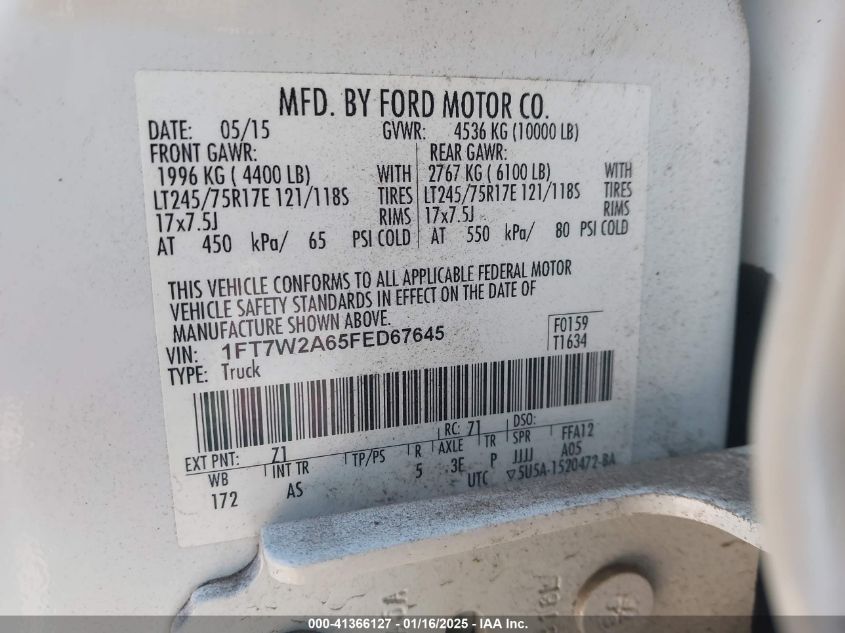 MFD. BY FORD MOTOR CO.
DATE: 05/15 GVWR: 4536 KG (10000 LB)
FRONT GAWR: REAR GAWR:
1996 KG ( 4400 LB) WITH 2767 KG ( 6100 LB) WITH
LT245/75R17E 121/118S TIRES LT245/75R17E 121/118S TIRES
17x7.5J RIMS 17x7.5J RIMS
AT 450 kPa/ 65 PSI COLD AT 550 kPa/ 80 PSI COLD
THIS VEHICLE CONFORMS TO ALL APPLICABLE FEDERAL MOTOR
VEHICLE SAFETY STANDARDS IN EFFECT ON THE DATE OF
MANUFACTURE SHOWN ABOVE.
VIN: 1FT7W2A65FED67645 F0159
TYPE: Truck T1634
EXT PNT: Z1 RC: 71 DSO:
WB INT TR TP/PS R AXLE TR SPR FFA12
172 AS 5 3E P JJJJ A05
UTC ▽5U5A-1520472-BA
000-41366127 - 01/16/2025 - IAAI Inc.